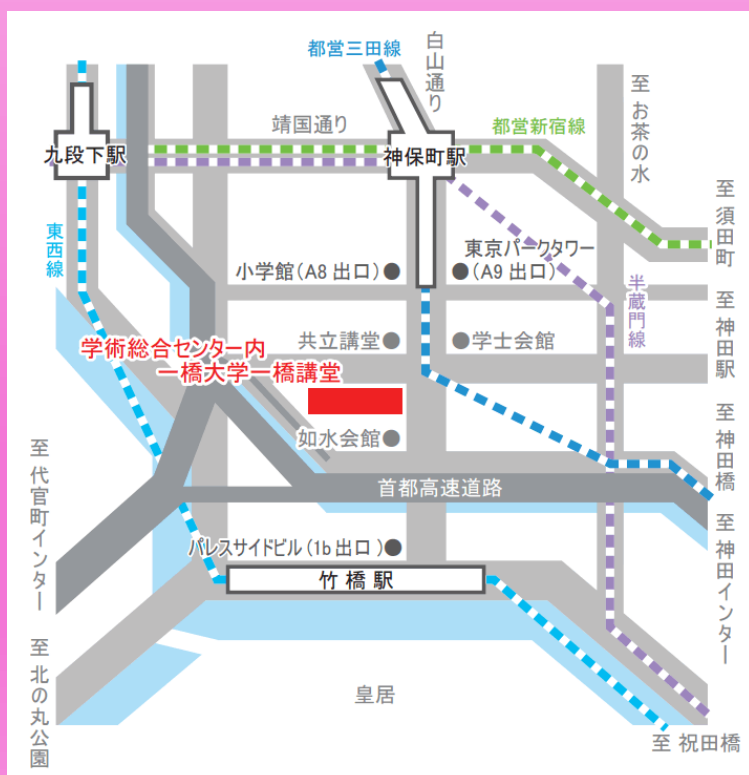 都営三田線
白山通り
靖国通り
都営新宿線
至 お茶の水
九段下駅
神保町駅
至 須田町
東西線
小学館(A8 出口)●
東京パークタワー
●(A9 出口)
半蔵門線
至 神田駅
共立講堂●
●学士会館
学術総合センター内
一橋大学一橋講堂
如水会館●
至 神田橋
至 代官町インター
首都高速道路
至 神田インター
パレスサイドビル(1b 出口)●
竹橋駅
至 北の丸公園
皇居
至 祝田橋